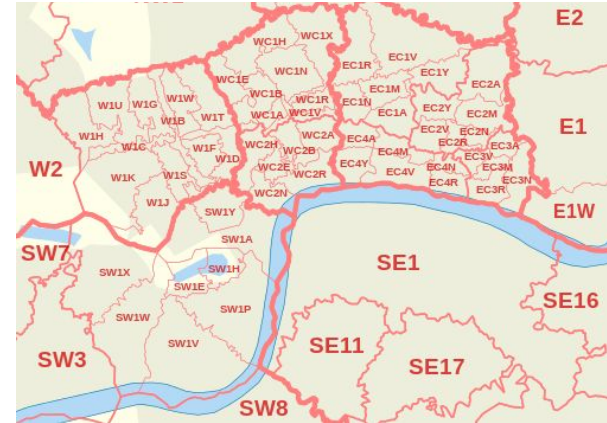 E2
WC1H
WC1X
EC1R
EC1V
EC1Y
WC1E
WC1N
EC2A
W1U
W1G
W1W
WC1B
WC1R
EC1N
EC1M
EC2Y
EC2M
W1H
W1B
W1T
WC1A
WC1V
EC1A
EC2V
EC2N
E1
W1C
W1F
WC2H
WC2A
EC4A
EC2R
EC3A
W1D
WC2B
EC4M
EC3V
W2
W1K
W1S
WC2E
WC2R
EC4Y
EC4V
EC4N
EC3M
EC4R
EC3R
EC3N
W1J
WC2N
SW1Y
E1W
SW7
SW1A
SE1
SW1X
SW1H
SW1E
SE16
SW1W
SW1P
SW3
SW1V
SE11
SE17
SW8